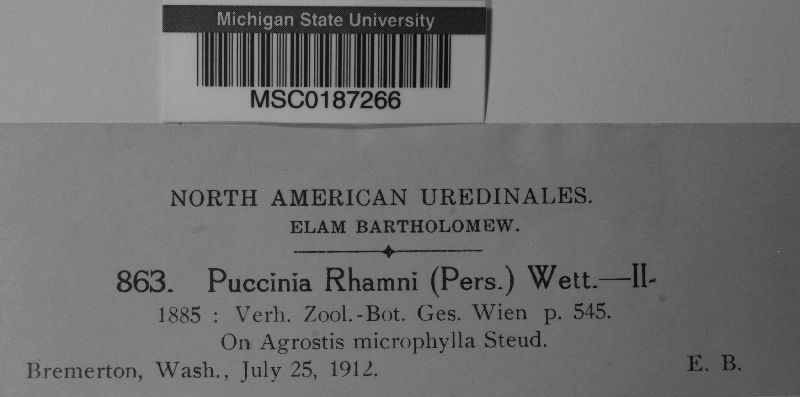 Michigan State University
MSC0187266
NORTH AMERICAN UREDINALES.
ELAM BARTHOLOMEW.
863. Puccinia Rhamni (Pers.) Wett.—II-
1885 : Verh. Zool.-Bot. Ges. Wien p. 545.
On Agrostis microphylla Steud.
Bremerton, Wash., July 25, 1912. E. B.